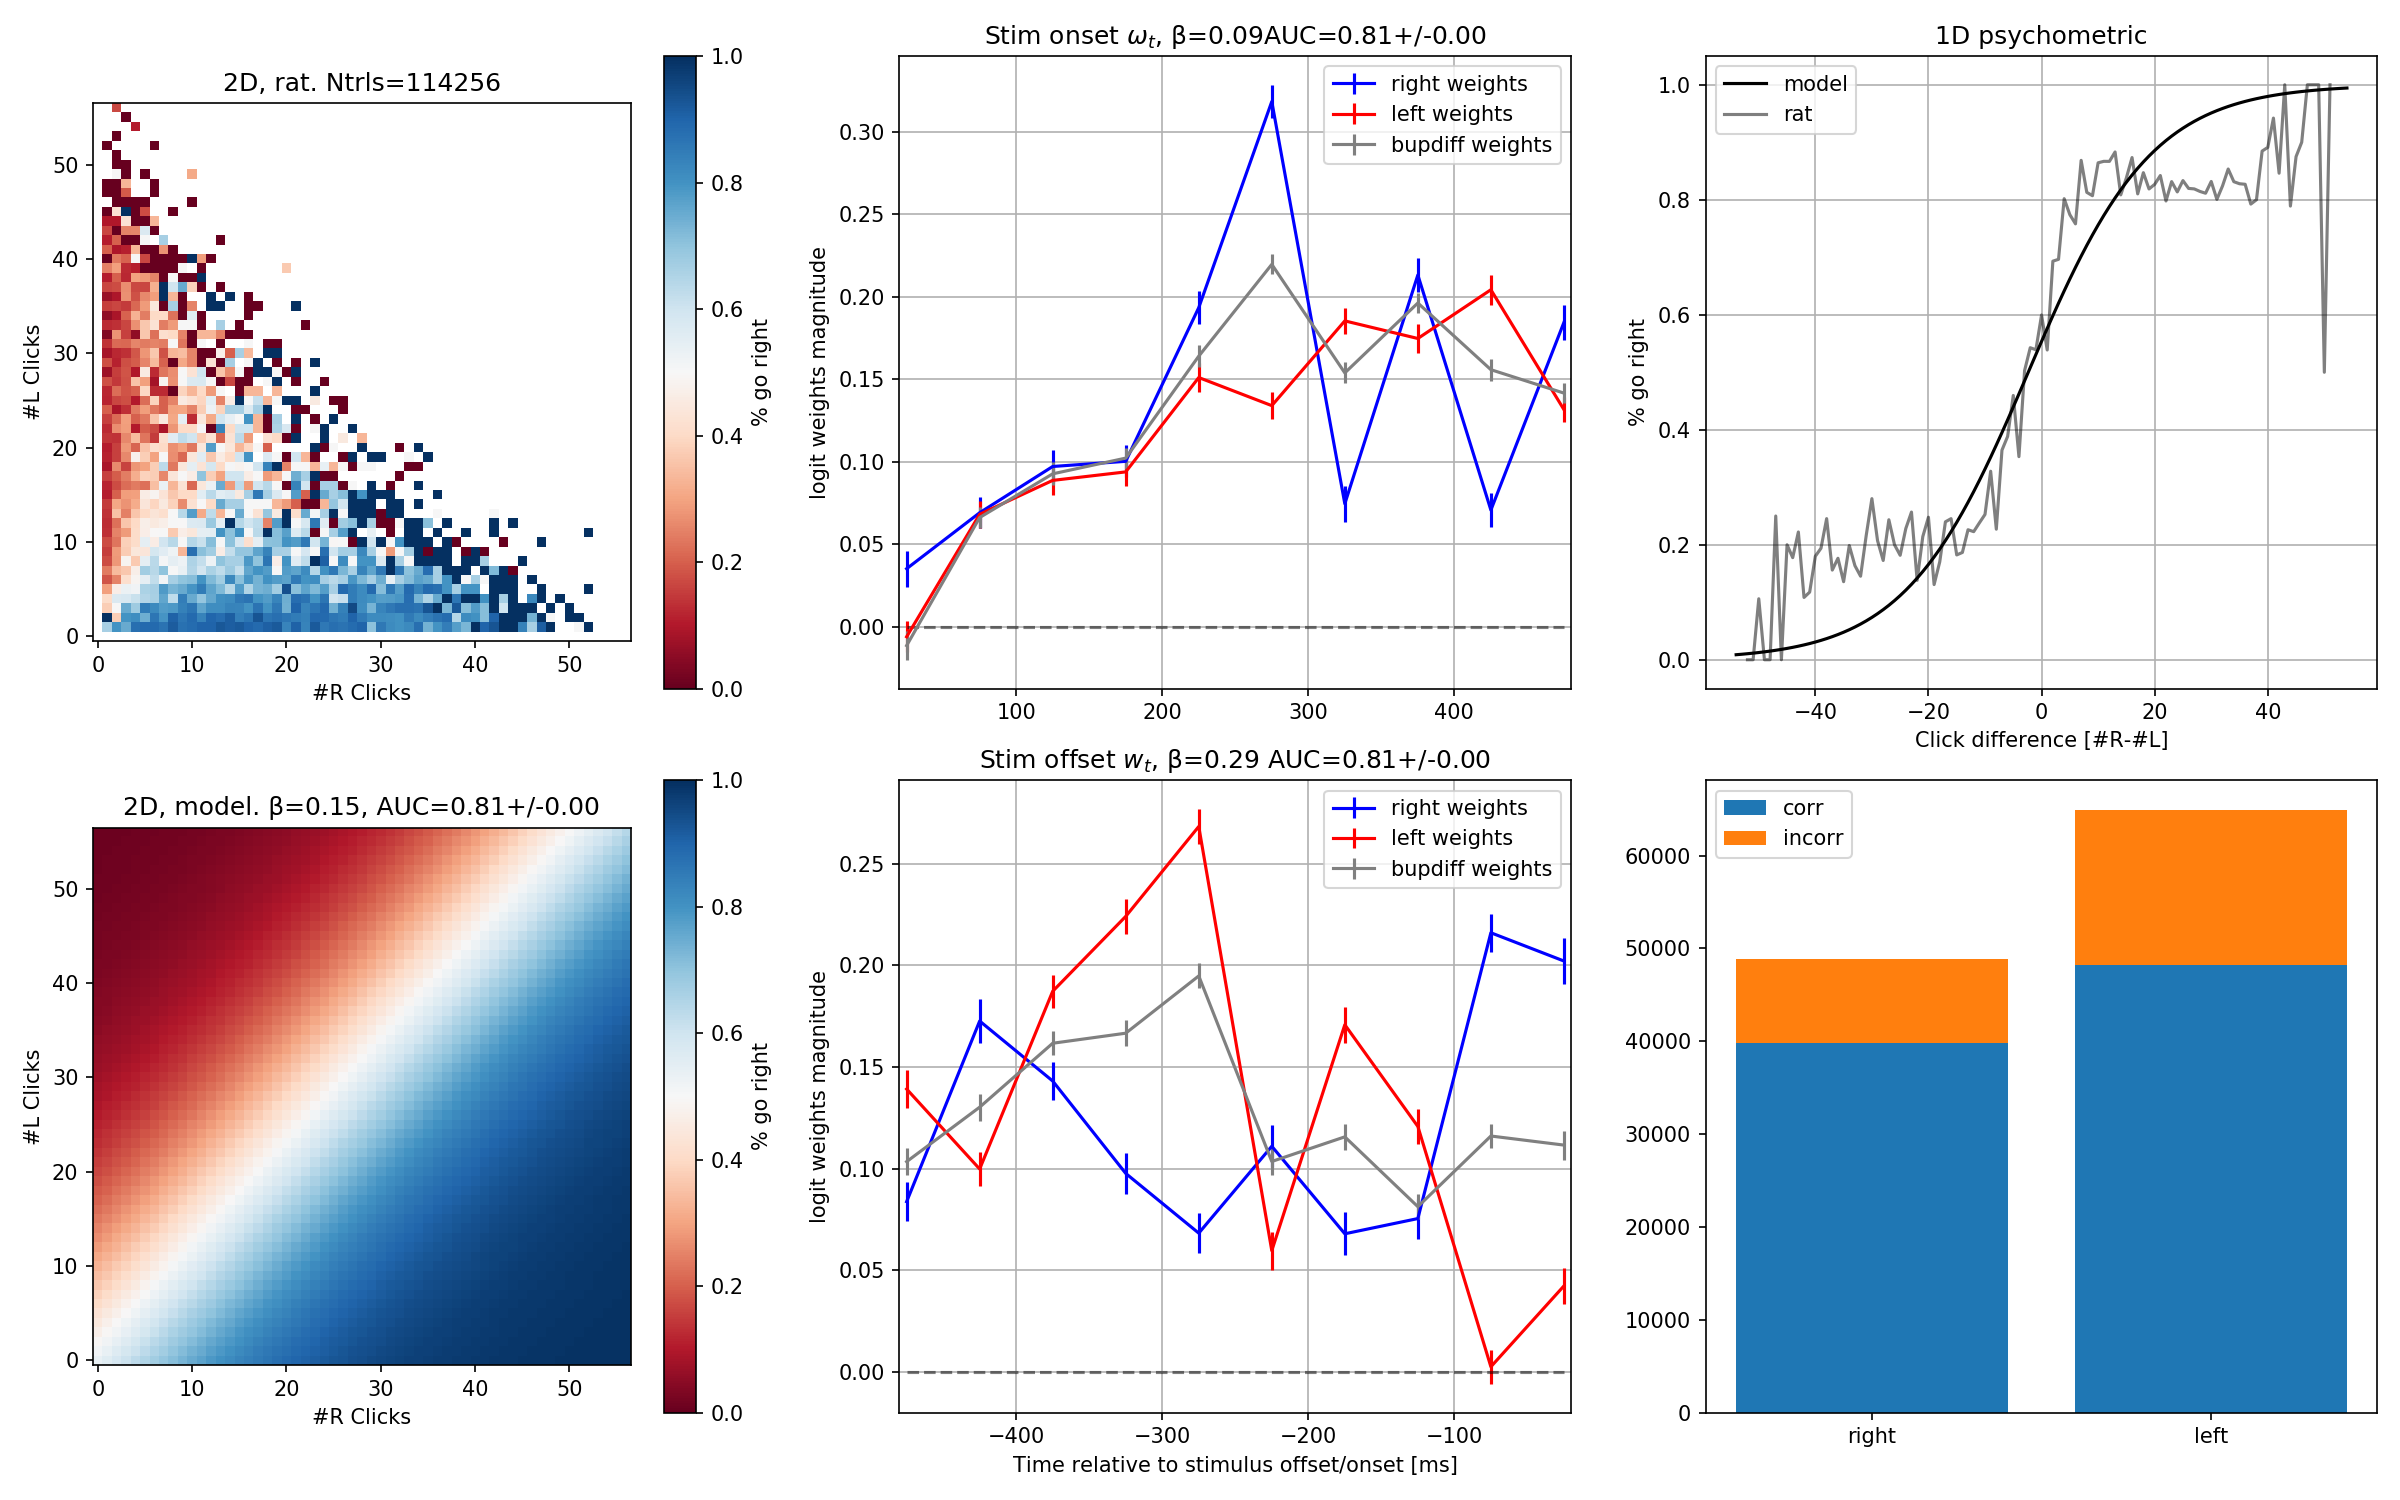 2D, rat. Ntrls=114256
#L Clicks
50
40
30
20
10
0
0 10 20 30 40 50
#R Clicks
1.0
0.8
0.6
0.4
0.2
0.0
% go right
Stim onset ωt, β=0.09AUC=0.81+/-0.00
right weights
left weights
bupdiff weights
logit weights magnitude
0.30
0.25
0.20
0.15
0.10
0.05
0.00
100 200 300 400
1D psychometric
model
rat
% go right
1.0
0.8
0.6
0.4
0.2
0.0
−40 −20 0 20 40
Click difference [#R-#L]
2D, model. β=0.15, AUC=0.81+/-0.00
#L Clicks
50
40
30
20
10
0
0 10 20 30 40 50
#R Clicks
1.0
0.8
0.6
0.4
0.2
0.0
% go right
Stim offset wt, β=0.29 AUC=0.81+/-0.00
right weights
left weights
bupdiff weights
logit weights magnitude
0.25
0.20
0.15
0.10
0.05
0.00
−400 −300 −200 −100
Time relative to stimulus offset/onset [ms]
corr
incorr
60000
50000
40000
30000
20000
10000
0
right left